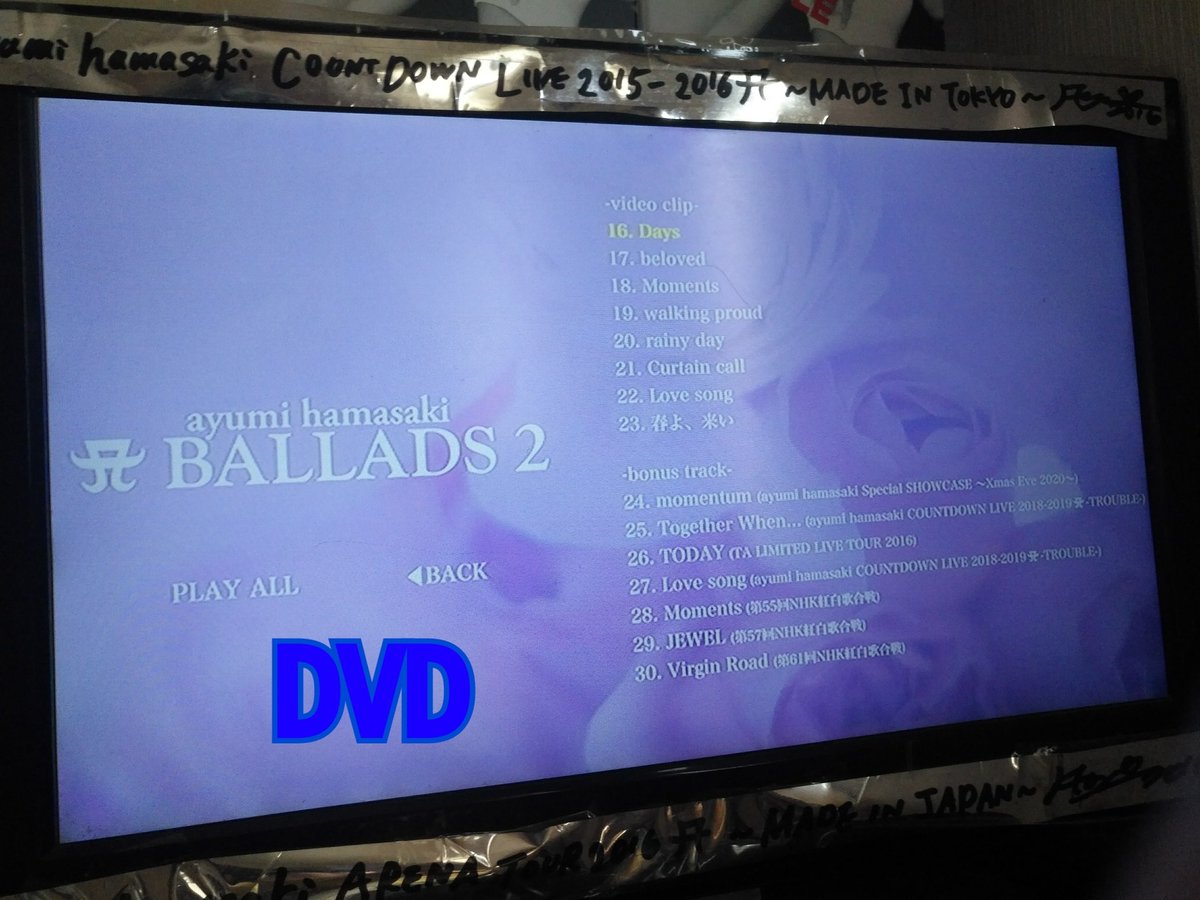 umi hamasaki COUNTDOWN LIVE 2015-2016 A ~MADE IN TOKYO~
-video clip-
16. Days
17. beloved
18. Moments
19. walking proud
20. rainy day
21. Curtain call
22. Love song
23. 春よ、来い
-bonus track-
24. momentum (ayumi hamasaki Special SHOWCASE ～Xmas Eve 2020～)
25. Together When... (ayumi hamasaki COUNTDOWN LIVE 2018-2019 A -TROUBLE-)
26. TODAY (TA LIMITED LIVE TOUR 2016)
27. Love song (ayumi hamasaki COUNTDOWN LIVE 2018-2019 A -TROUBLE-)
28. Moments (第55回NHK紅白歌合戦)
29. JEWEL (第57回NHK紅白歌合戦)
30. Virgin Road (第61回NHK紅白歌合戦)
ayumi hamasaki
A BALLADS 2
PLAY ALL
◀BACK
DVD
ARENA TOUR 2016 A ~MADE IN JAPAN~